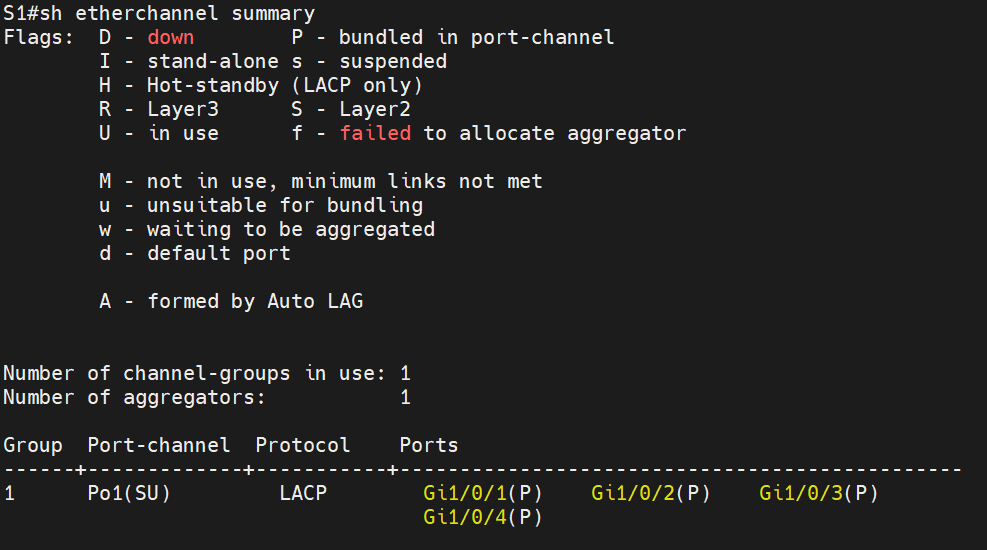 S1#sh etherchannel summary
Flags:  D - down        P - bundled in port-channel
        I - stand-alone s - suspended
        H - Hot-standby (LACP only)
        R - Layer3      S - Layer2
        U - in use      f - failed to allocate aggregator

        M - not in use, minimum links not met
        u - unsuitable for bundling
        w - waiting to be aggregated
        d - default port

        A - formed by Auto LAG


Number of channel-groups in use: 1
Number of aggregators:           1

Group  Port-channel  Protocol    Ports
------+-------------+-----------+-----------------------------------------------
1      Po1(SU)         LACP        Gi1/0/1(P)    Gi1/0/2(P)    Gi1/0/3(P)
                                   Gi1/0/4(P)